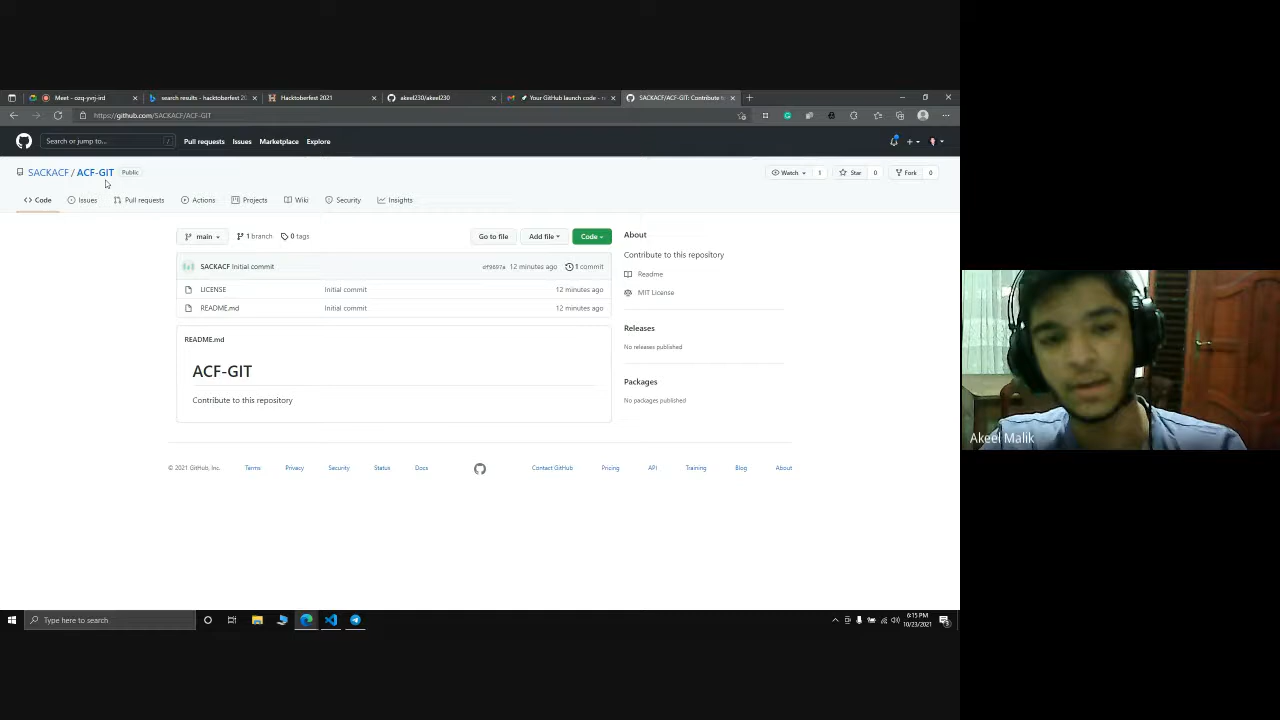 Meet - ozq-yvrj-ird
search results - hacktoberfest 20
Hacktoberfest 2021
akeel230/akeel230
Your GitHub launch code -
SACKACF/ACF-GIT: Contribute t
https://github.com/SACKACF/ACF-GIT
Search or jump to...
/
Pull requests
Issues
Marketplace
Explore
SACKACF / ACF-GIT
Public
Watch
1
Star
0
Fork
0
Code
Issues
Pull requests
Actions
Projects
Wiki
Security
Insights
main
1 branch
0 tags
Go to file
Add file
Code
About
Contribute to this repository
SACKACF Initial commit
12 minutes ago
1 commit
Readme
LICENSE
Initial commit
12 minutes ago
MIT License
README.md
Initial commit
12 minutes ago
Releases
No releases published
README.md
ACF-GIT
Contribute to this repository
Packages
No packages published
© 2021 GitHub, Inc.
Terms
Privacy
Security
Status
Docs
Contact GitHub
Pricing
API
Training
Blog
About
Akeel Malik
Type here to search
6:15 PM
10/23/2021